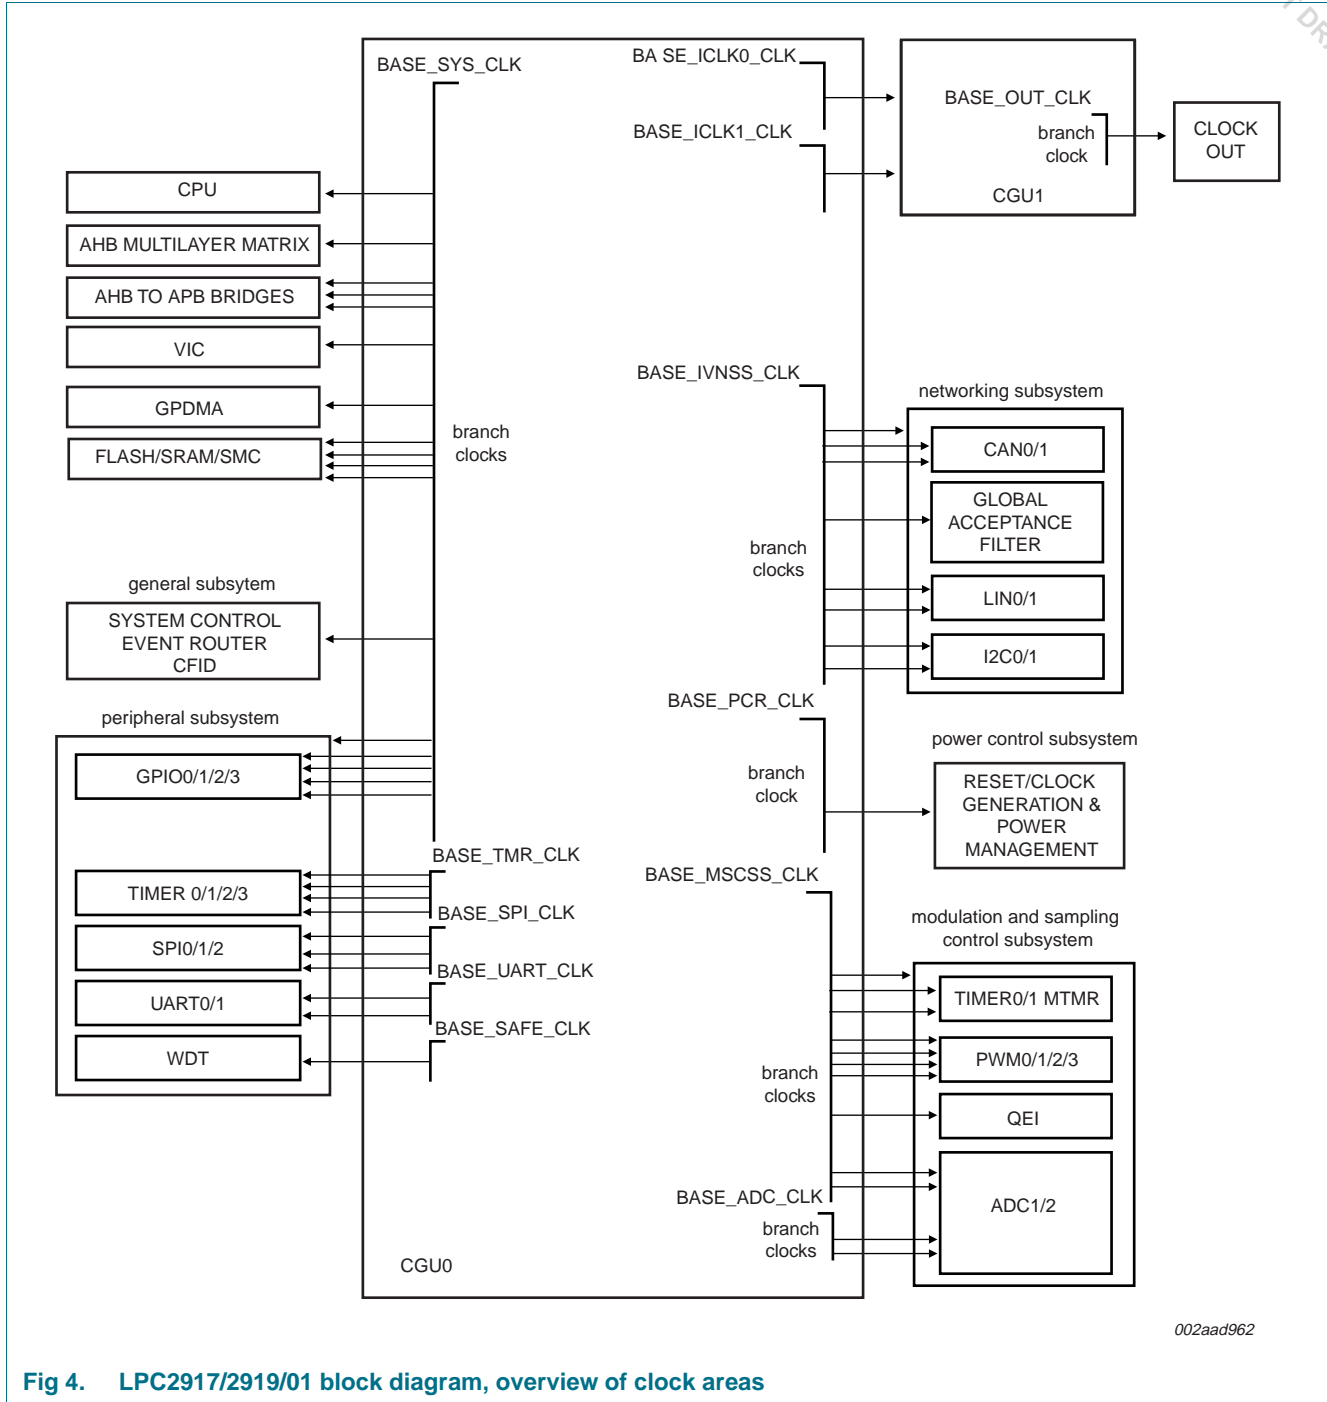 DRA
BASE_SYS_CLK
BA SE_ICLK0_CLK
BASE_OUT_CLK
BASE_ICLK1_CLK
branch
clock
CLOCK
OUT
CGU1
CPU
AHB MULTILAYER MATRIX
AHB TO APB BRIDGES
VIC
GPDMA
FLASH/SRAM/SMC
branch
clocks
BASE_IVNSS_CLK
networking subsystem
CAN0/1
GLOBAL
ACCEPTANCE
FILTER
branch
clocks
LIN0/1
I2C0/1
general subsytem
SYSTEM CONTROL
EVENT ROUTER
CFID
BASE_PCR_CLK
peripheral subsystem
power control subsystem
GPIO0/1/2/3
branch
clock
RESET/CLOCK
GENERATION &
POWER
MANAGEMENT
BASE_TMR_CLK
BASE_MSCSS_CLK
TIMER 0/1/2/3
BASE_SPI_CLK
modulation and sampling
control subsystem
SPI0/1/2
BASE_UART_CLK
UART0/1
TIMER0/1 MTMR
BASE_SAFE_CLK
WDT
PWM0/1/2/3
branch
clocks
QEI
BASE_ADC_CLK
ADC1/2
branch
clocks
CGU0
002aad962
Fig 4. LPC2917/2919/01 block diagram, overview of clock areas